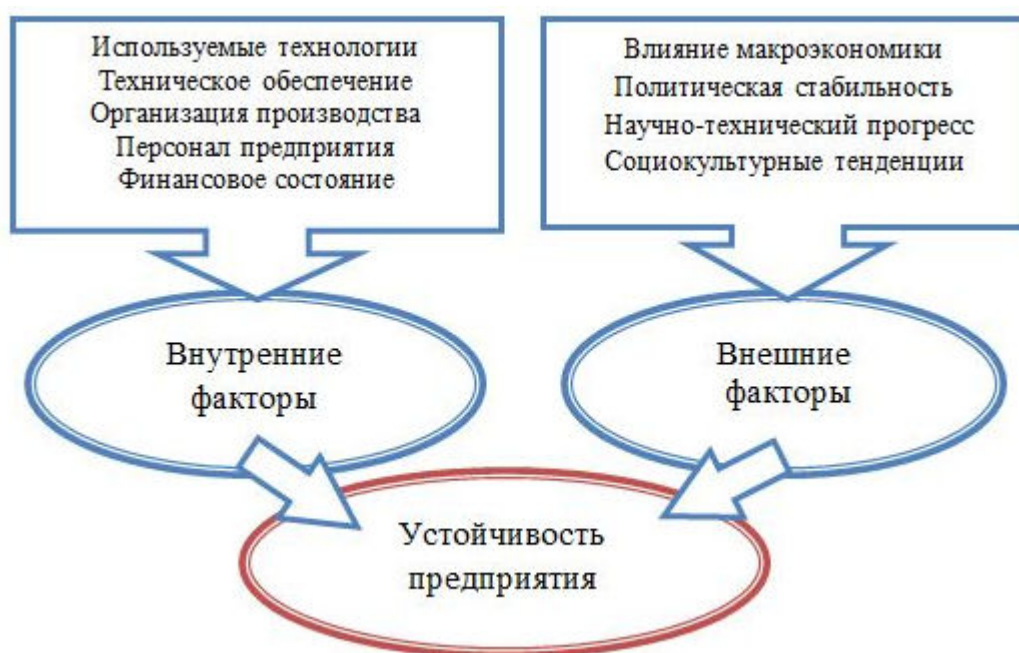 Используемые технологии
Техническое обеспечение
Организация производства
Персонал предприятия
Финансовое состояние
Влияние макроэкономики
Политическая стабильность
Научно-технический прогресс
Социокультурные тенденции
Внутренние
факторы
Внешние
факторы
Устойчивость
предприятия